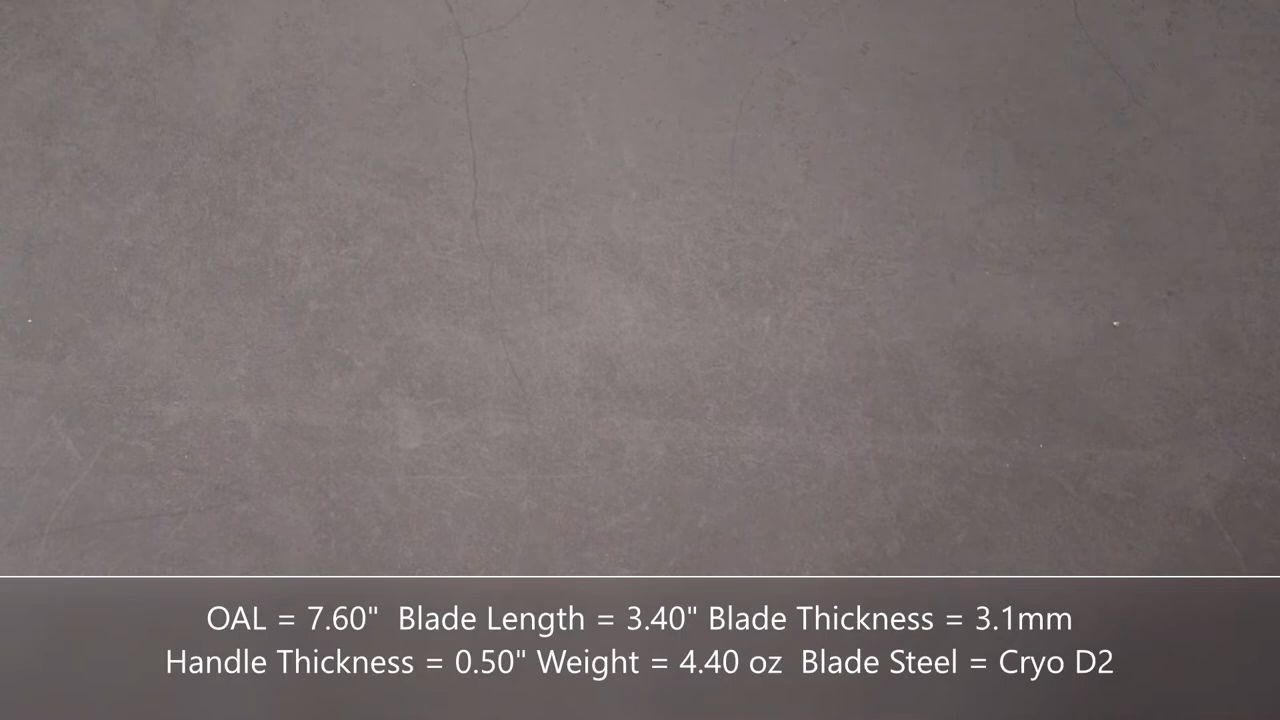 OAL = 7.60"  Blade Length = 3.40" Blade Thickness = 3.1mm
Handle Thickness = 0.50" Weight = 4.40 oz  Blade Steel = Cryo D2